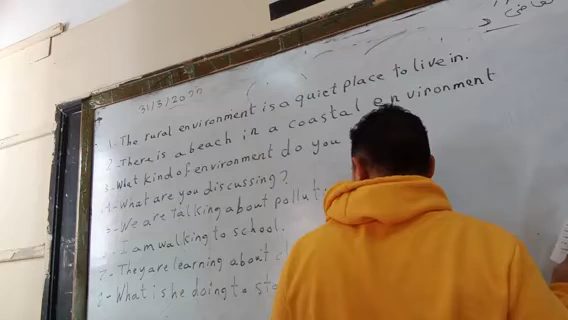 31/3/2022
1-The rural environment is a quiet place to live in.
2-There is a beach in a coastal envinonment
3-What kind of environment do you
4-What are you discussing?
5-We are Talking about pollut
6-I am walking to school.
7-They are learning about
8-What is he doing to sto